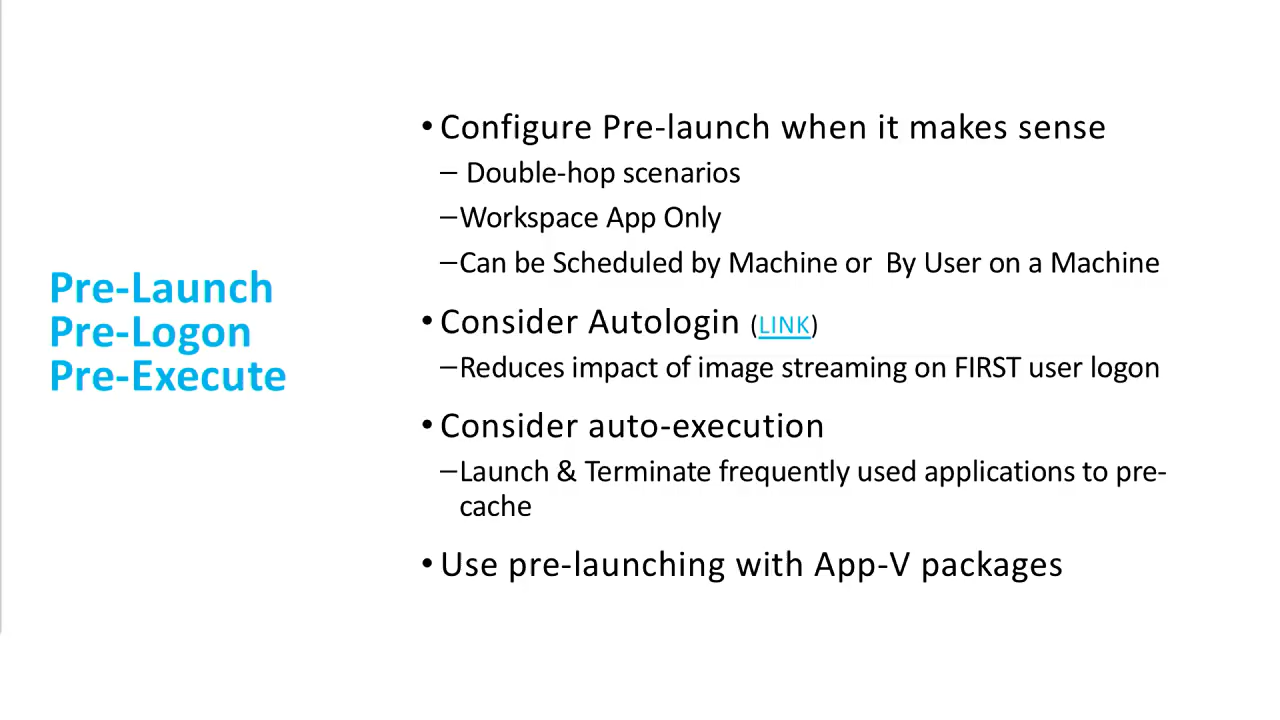 Pre-Launch
Pre-Logon
Pre-Execute
• Configure Pre-launch when it makes sense
– Double-hop scenarios
–Workspace App Only
–Can be Scheduled by Machine or  By User on a Machine
• Consider Autologin (LINK)
–Reduces impact of image streaming on FIRST user logon
• Consider auto-execution
–Launch & Terminate frequently used applications to pre-
cache
• Use pre-launching with App-V packages